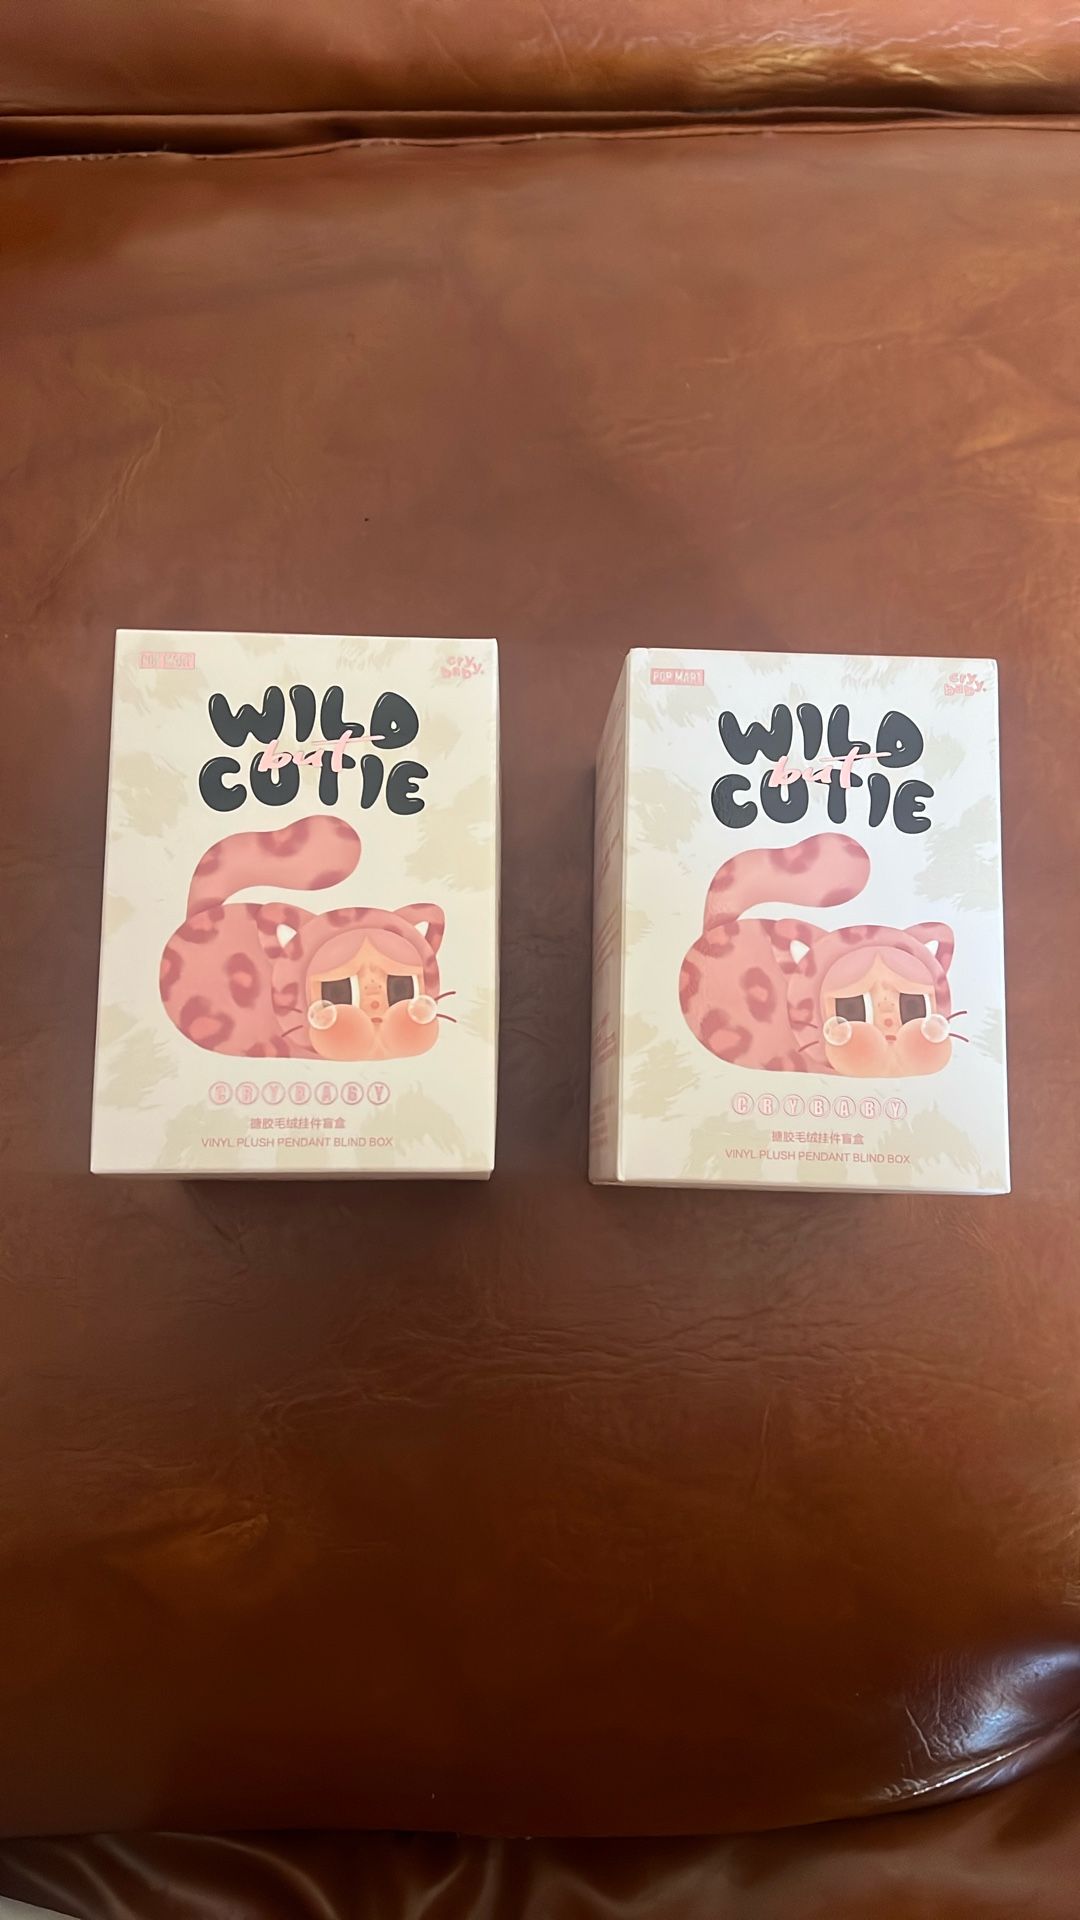 POP MART
cry baby.
WILD
but
CUTIE
CRYBABY
搪胶毛绒挂件盲盒
VINYL PLUSH PENDANT BLIND BOX
POP MART
cry baby.
WILD
but
CUTIE
CRYBABY
搪胶毛绒挂件盲盒
VINYL PLUSH PENDANT BLIND BOX